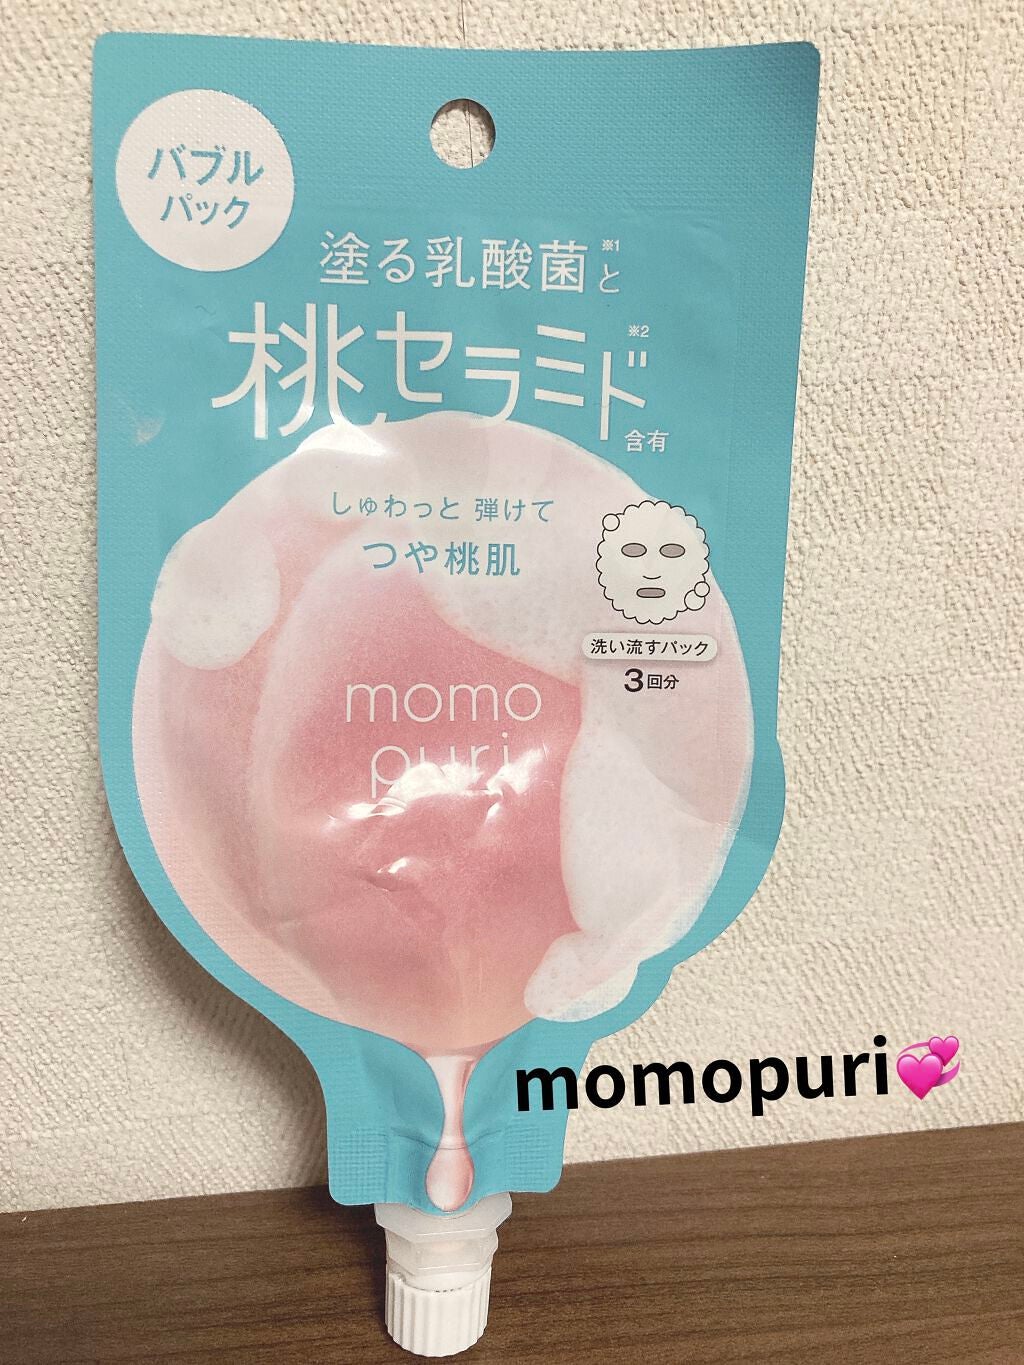 バブル
パック
塗る乳酸菌※1と
桃セラミド※2
含有
しゅわっと 弾けて
つや桃肌
洗い流すパック
3回分
momo
puri
momopuri💞